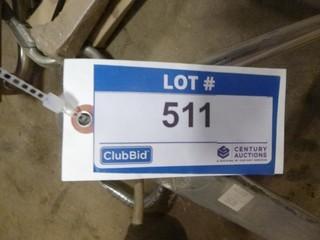 LOT #
511
ClubBid
CENTURY
AUCTIONS